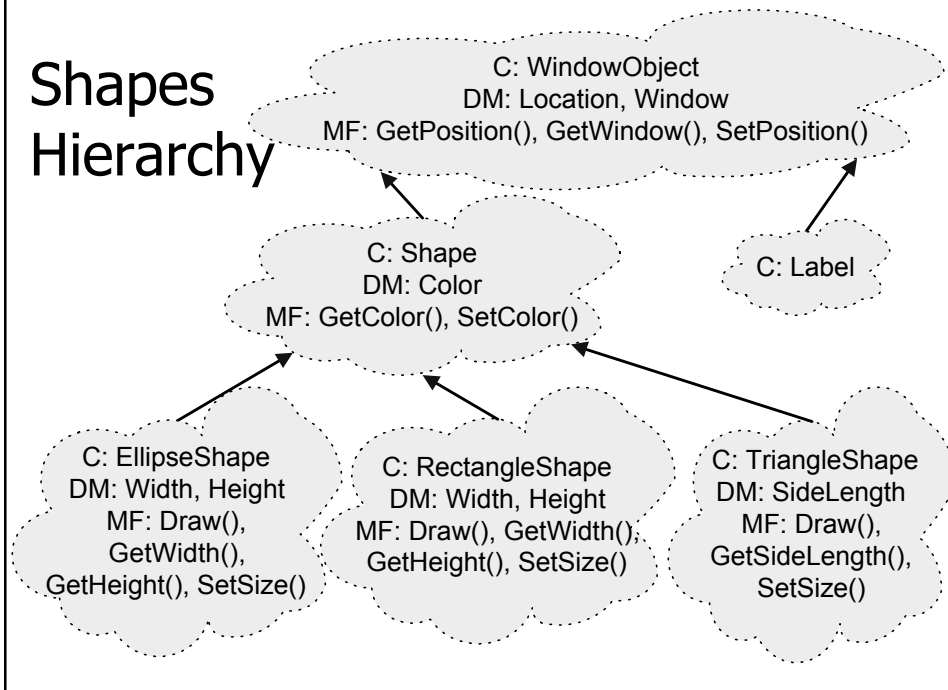 Shapes
Hierarchy
C: WindowObject
DM: Location, Window
MF: GetPosition(), GetWindow(), SetPosition()
C: Shape
DM: Color
MF: GetColor(), SetColor()
C: Label
C: EllipseShape
DM: Width, Height
MF: Draw(),
GetWidth(),
GetHeight(), SetSize()
C: RectangleShape
DM: Width, Height
MF: Draw(), GetWidth(),
GetHeight(), SetSize()
C: TriangleShape
DM: SideLength
MF: Draw(),
GetSideLength(),
SetSize()